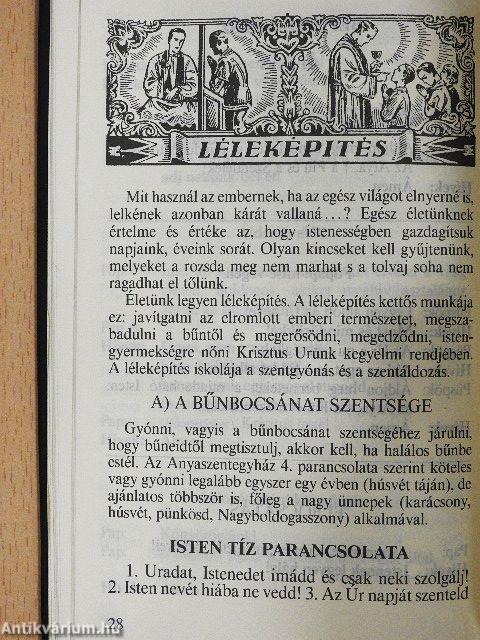 LÉLEKÉPITÉS
Mit használ az embernek, ha az egész világot elnyerné is,
lelkének azonban kárát vallaná...? Egész életünknek
értelme és értéke az, hogy istenességben gazdagítsuk
napjaink, éveink sorát. Olyan kincseket kell gyűjtenünk,
melyeket a rozsda meg nem marhat s a tolvaj soha nem
ragadhat el tőlünk.
Életünk legyen léleképítés. A léleképítés kettős munkája
ez: javítgatni az elromlott emberi természetet, megsza-
badulni a bűntől és megerősödni, megedződni, isten-
gyermekségre nőni Krisztus Urunk kegyelmi rendjében.
A léleképítés iskolája a szentgyónás és a szentáldozás.
A) A BŰNBOCSÁNAT SZENTSÉGE
Gyónni, vagyis a bűnbocsánat szentségéhez járulni,
hogy bűneidtől megtisztulj, akkor kell, ha halálos bűnbe
estél. Az Anyaszentegyház 4. parancsolata szerint köteles
vagy gyónni legalább egyszer egy évben (húsvét táján), de
ajánlatos többször is, főleg a nagy ünnepek (karácsony,
húsvét, pünkösd, Nagyboldogasszony) alkalmával.
ISTEN TÍZ PARANCSOLATA
1. Uradat, Istenedet imádd és csak neki szolgálj!
2. Isten nevét hiába ne vedd! 3. Az Úr napját szenteld
28
Antikvárium.hu